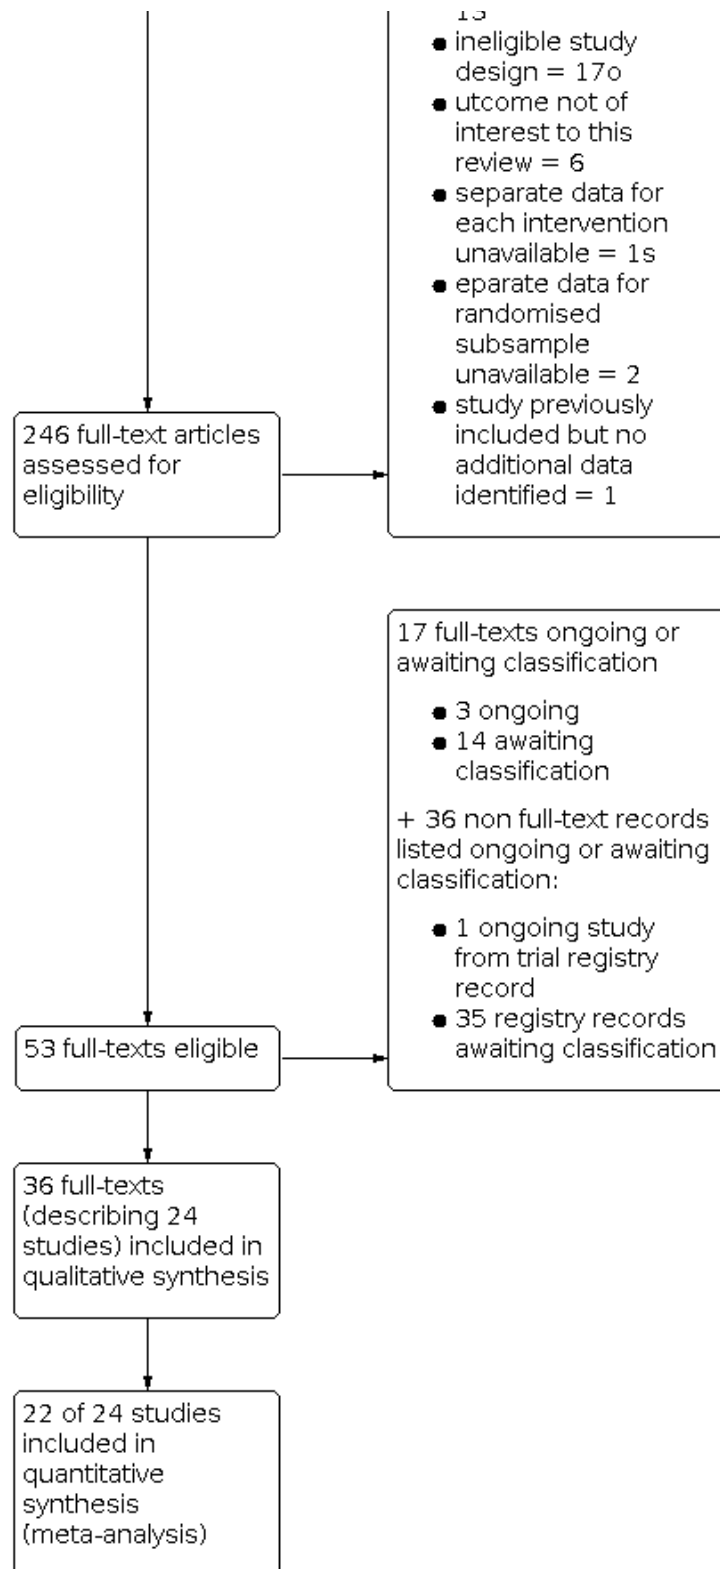 ● ineligible study
design = 17o
● utcome not of
interest to this
review = 6
● separate data for
each intervention
unavailable = 1s
● eparate data for
randomised
subsample
unavailable = 2
● study previously
included but no
additional data
identified = 1
246 full-text articles
assessed for
eligibility
17 full-texts ongoing or
awaiting classification
● 3 ongoing
● 14 awaiting
classification
+ 36 non full-text records
listed ongoing or awaiting
classification:
● 1 ongoing study
from trial registry
record
● 35 registry records
awaiting classification
53 full-texts eligible
36 full-texts
(describing 24
studies) included in
qualitative synthesis
22 of 24 studies
included in
quantitative
synthesis
(meta-analysis)